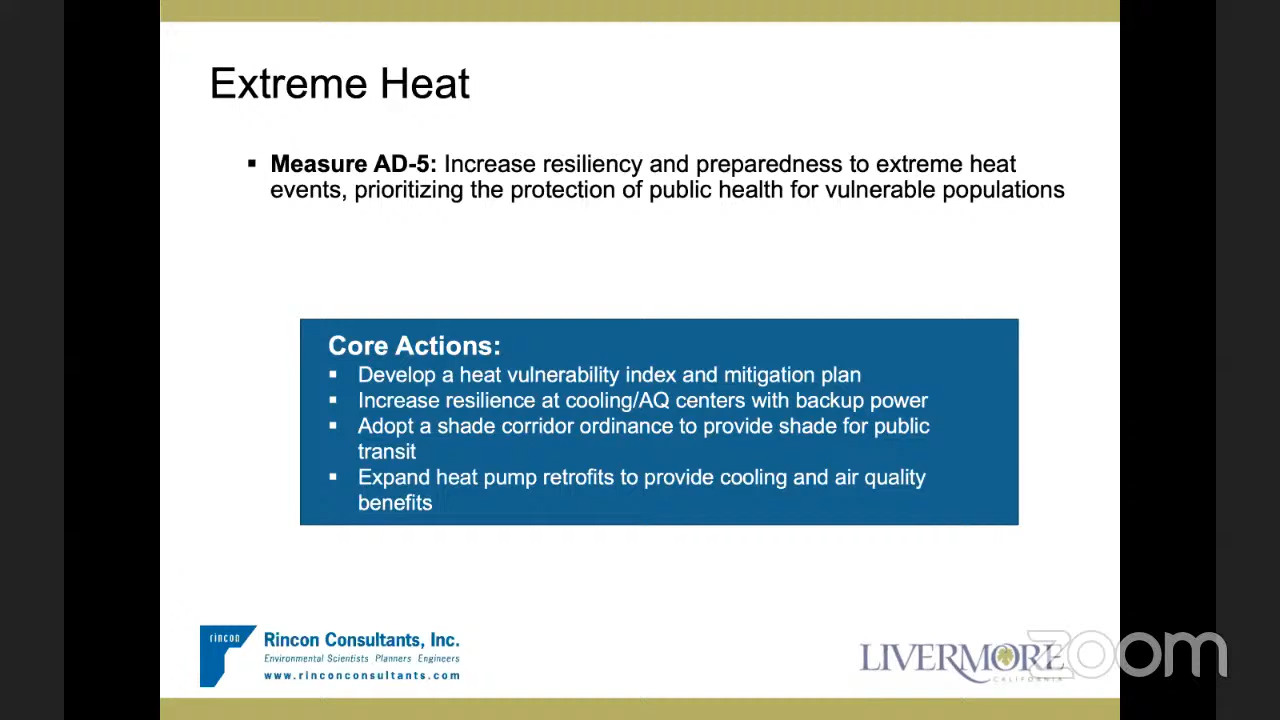 Extreme Heat
▪ Measure AD-5: Increase resiliency and preparedness to extreme heat
events, prioritizing the protection of public health for vulnerable populations
Core Actions:
▪ Develop a heat vulnerability index and mitigation plan
▪ Increase resilience at cooling/AQ centers with backup power
▪ Adopt a shade corridor ordinance to provide shade for public
transit
▪ Expand heat pump retrofits to provide cooling and air quality
benefits
rincon
Rincon Consultants, Inc.
Environmental Scientists Planners Engineers
www.rinconconsultants.com
LIVERMORE
CALIFORNIA
zoom